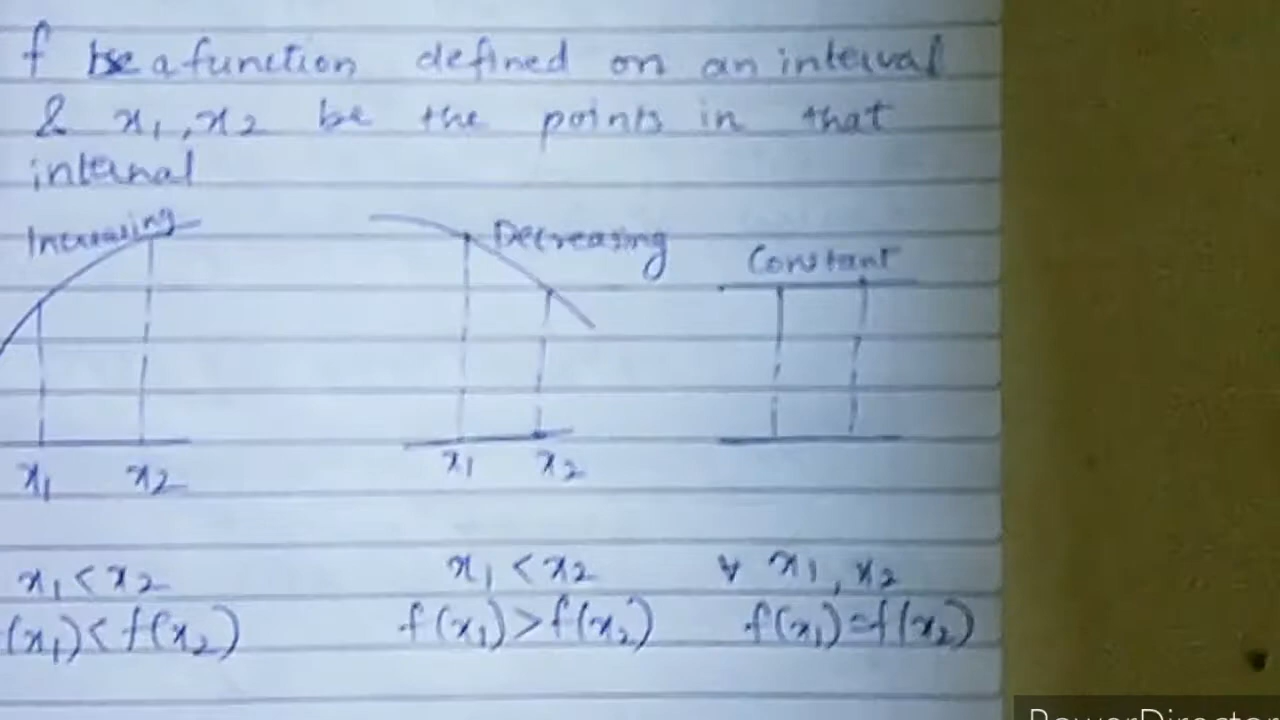 f be a function defined on an interval
& x₁, x₂ be the points in that
interval
Increasing
Decreasing
Constant
x₁ x₂
x₁ x₂
x₁ < x₂
x₁ < x₂
∀ x₁, x₂
(x₁) < f(x₂)
f(x₁) > f(x₂)
f(x₁) = f(x₂)
PowerDirector